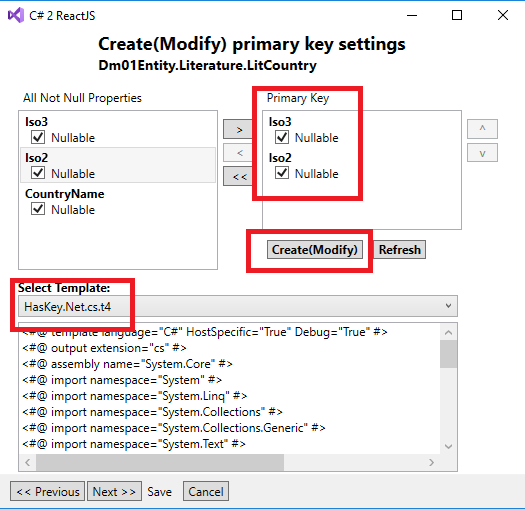 C# 2 ReactJS
Create(Modify) primary key settings
Dm01Entity.Literature.LitCountry
All Not Null Properties
Iso3
Nullable
Iso2
Nullable
CountryName
Nullable
>
<
<<
Primary Key
Iso3
Nullable
Iso2
Nullable
^
v
Create(Modify)
Refresh
Select Template:
HasKey.Net.cs.t4
<#@ template language="C#" HostSpecific="True" Debug="True" #>
<#@ output extension="cs" #>
<#@ assembly name="System.Core" #>
<#@ import namespace="System" #>
<#@ import namespace="System.Linq" #>
<#@ import namespace="System.Collections" #>
<#@ import namespace="System.Collections.Generic" #>
<#@ import namespace="System.Text" #>
<< Previous
Next >>
Save
Cancel